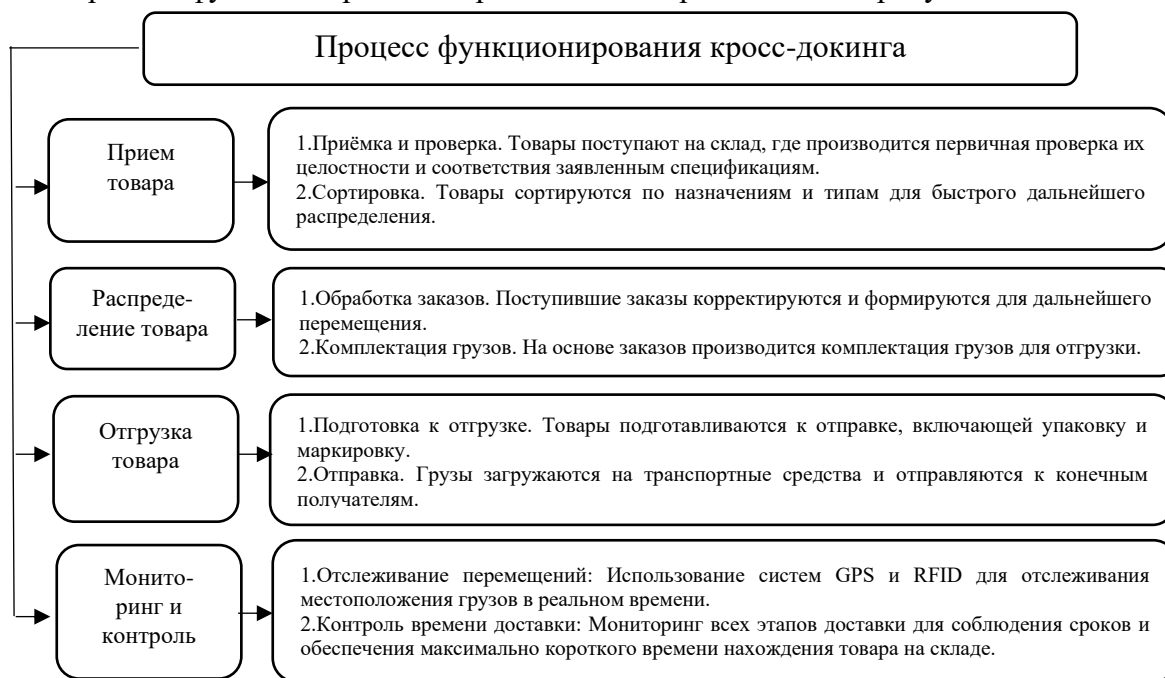 Процесс функционирования кросс-докинга
Прием
товара
1.Приёмка и проверка. Товары поступают на склад, где производится первичная проверка их
целостности и соответствия заявленным спецификациям.
2.Сортировка. Товары сортируются по назначениям и типам для быстрого дальнейшего
распределения.
Распреде-
ление товара
1.Обработка заказов. Поступившие заказы корректируются и формируются для дальнейшего
перемещения.
2.Комплектация грузов. На основе заказов производится комплектация грузов для отгрузки.
Отгрузка
товара
1.Подготовка к отгрузке. Товары подготавливаются к отправке, включающей упаковку и
маркировку.
2.Отправка. Грузы загружаются на транспортные средства и отправляются к конечным
получателям.
Монито-
ринг и
контроль
1.Отслеживание перемещений: Использование систем GPS и RFID для отслеживания
местоположения грузов в реальном времени.
2.Контроль времени доставки: Мониторинг всех этапов доставки для соблюдения сроков и
обеспечения максимально короткого времени нахождения товара на складе.